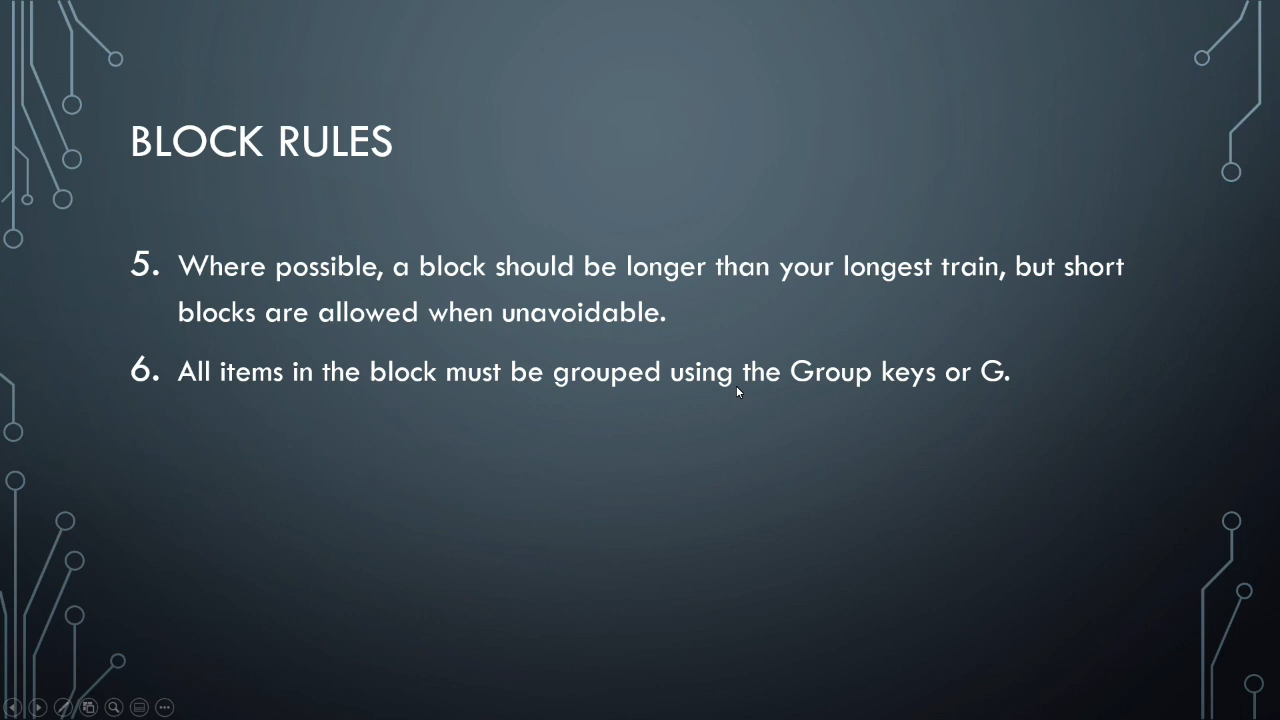 BLOCK RULES
5. Where possible, a block should be longer than your longest train, but short
blocks are allowed when unavoidable.
6. All items in the block must be grouped using the Group keys or G.